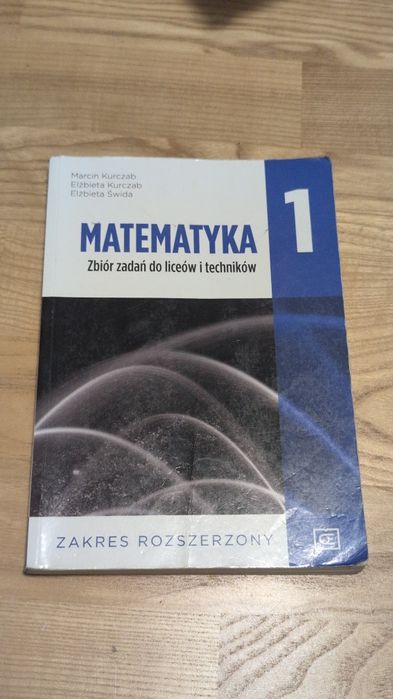 Marcin Kurczab
Elżbieta Kurczab
Elżbieta Świda
MATEMATYKA 1
Zbiór zadań do liceów i techników
ZAKRES ROZSZERZONY